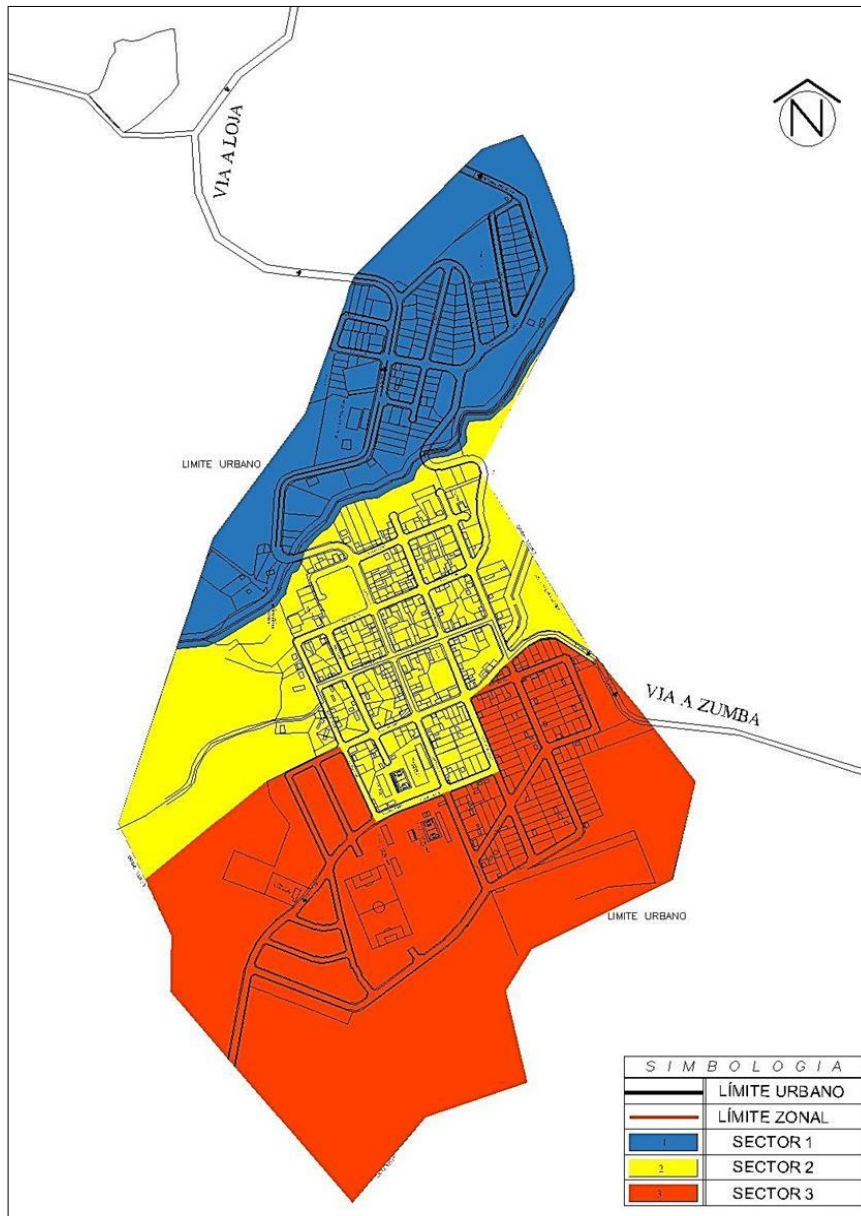 N
VIA A LOJA
LIMITE URBANO
VIA A ZUMBA
LIMITE URBANO
SIMBOLOGIA
LÍMITE URBANO
LÍMITE ZONAL
1 SECTOR 1
2 SECTOR 2
3 SECTOR 3